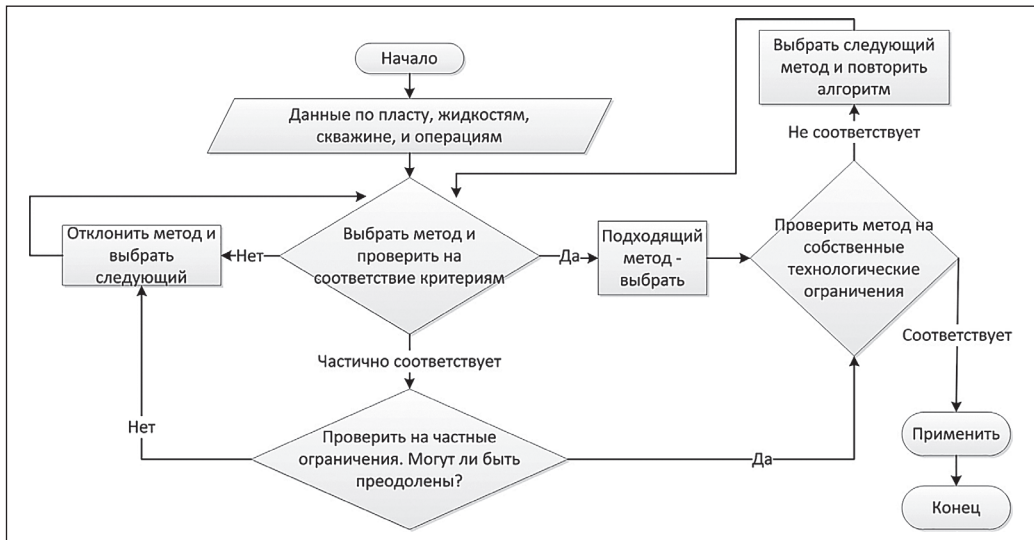 Начало
Данные по пласту, жидкостям,
скважине, и операциям
Выбрать метод и
проверить на
соответствие критериям
Нет
Отклонить метод и
выбрать
следующий
Да
Подходящий
метод -
выбрать
Проверить метод на
собственные
технологические
ограничения
Не соответствует
Выбрать следующий
метод и повторить
алгоритм
Соответствует
Применить
Конец
Частично соответствует
Проверить на частные
ограничения. Могут ли быть
преодолены?
Нет
Да